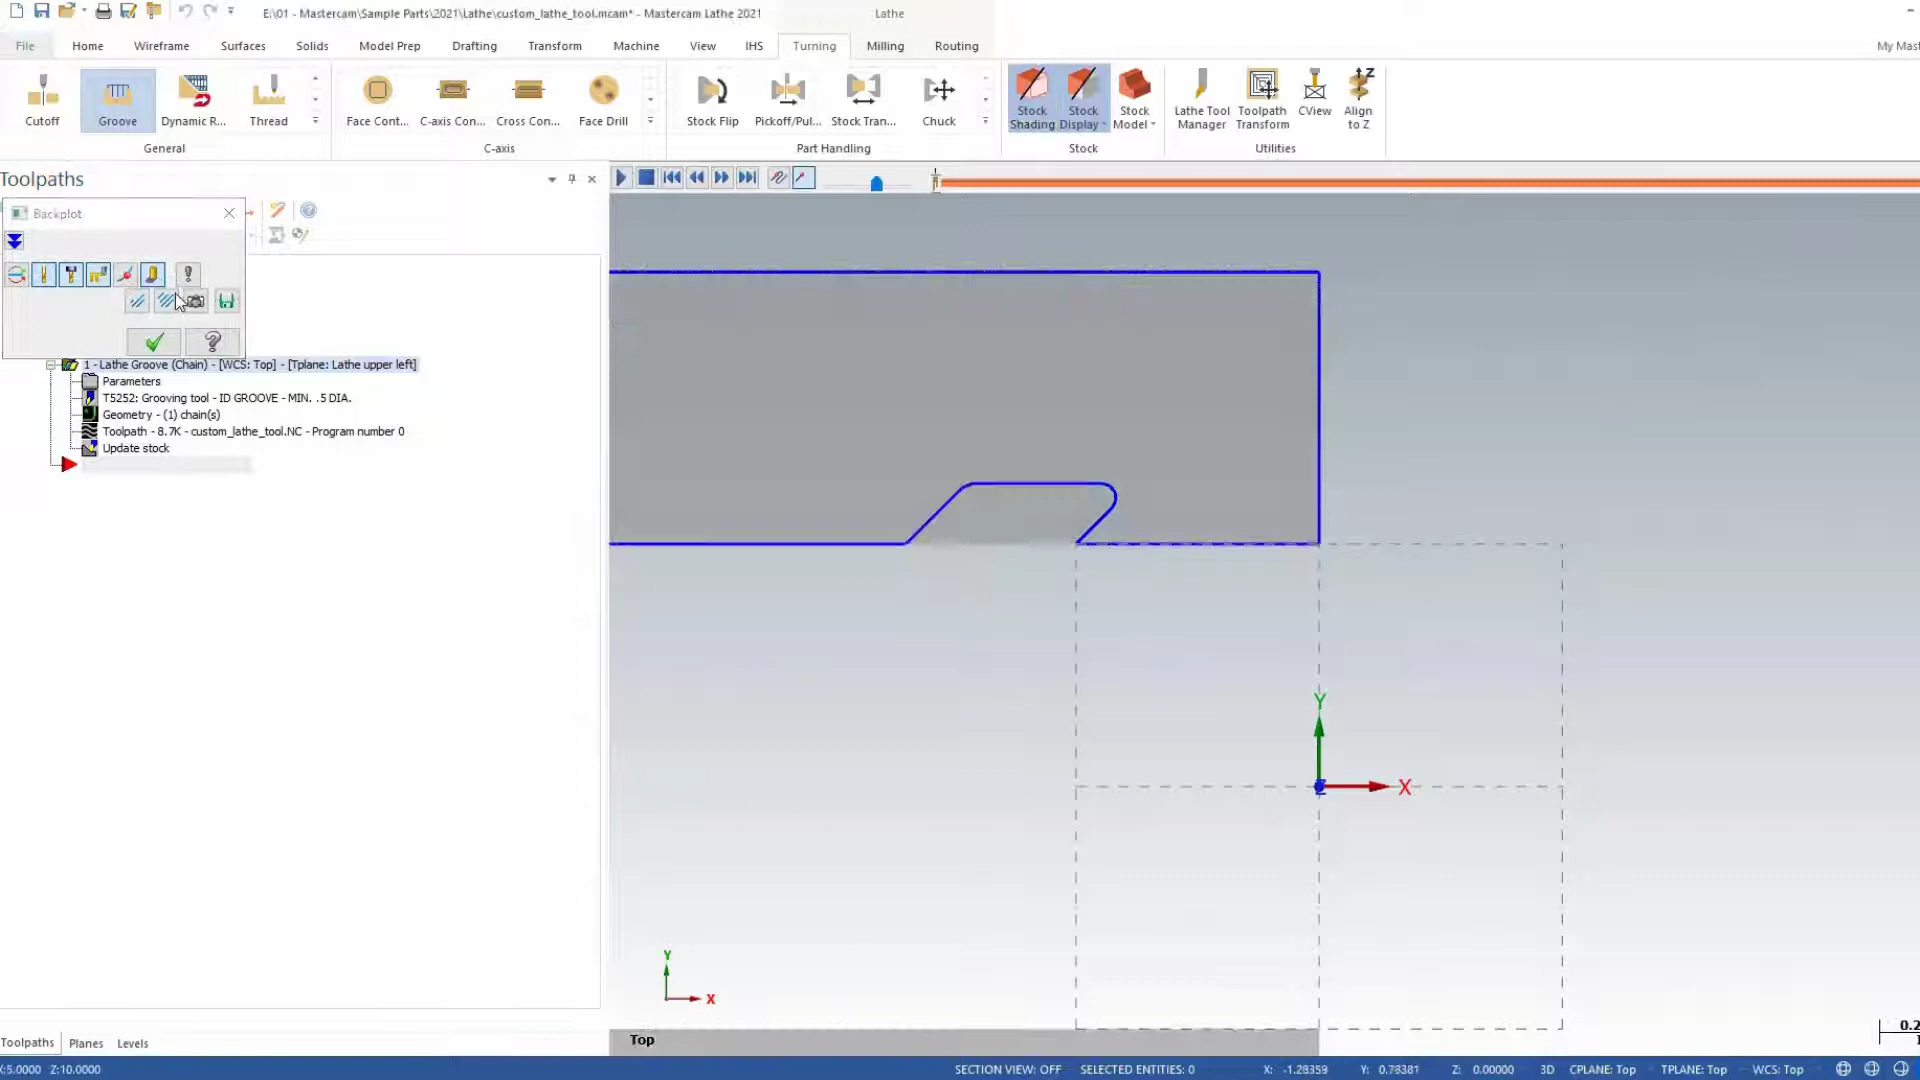 E:\01 - Mastercam\Sample Parts\2021\Lathe\custom_lathe_tool.mcam* - Mastercam Lathe 2021
Lathe
File Home Wireframe Surfaces Solids Model Prep Drafting Transform Machine View IHS Turning Milling Routing My Mast
Cutoff Groove Dynamic R... Thread Face Cont... C-axis Con... Cross Con... Face Drill Stock Flip Pickoff/Pul... Stock Tran... Chuck Stock Shading Stock Display Stock Model Lathe Tool Manager Toolpath Transform CView Align to Z
General C-axis Part Handling Stock Utilities
Toolpaths
Backplot
1 - Lathe Groove (Chain) - [WCS: Top] - [Tplane: Lathe upper left]
Parameters
T5252: Grooving tool - ID GROOVE - MIN. .5 DIA.
Geometry - (1) chain(s)
Toolpath - 8.7K - custom_lathe_tool.NC - Program number 0
Update stock
Y
Z X
Y
X
0.2
Top
Toolpaths Planes Levels
X:5.0000 Z:10.0000 SECTION VIEW: OFF SELECTED ENTITIES: 0 X: -1.28359 Y: 0.78381 Z: 0.00000 3D CPLANE: Top TPLANE: Top WCS: Top